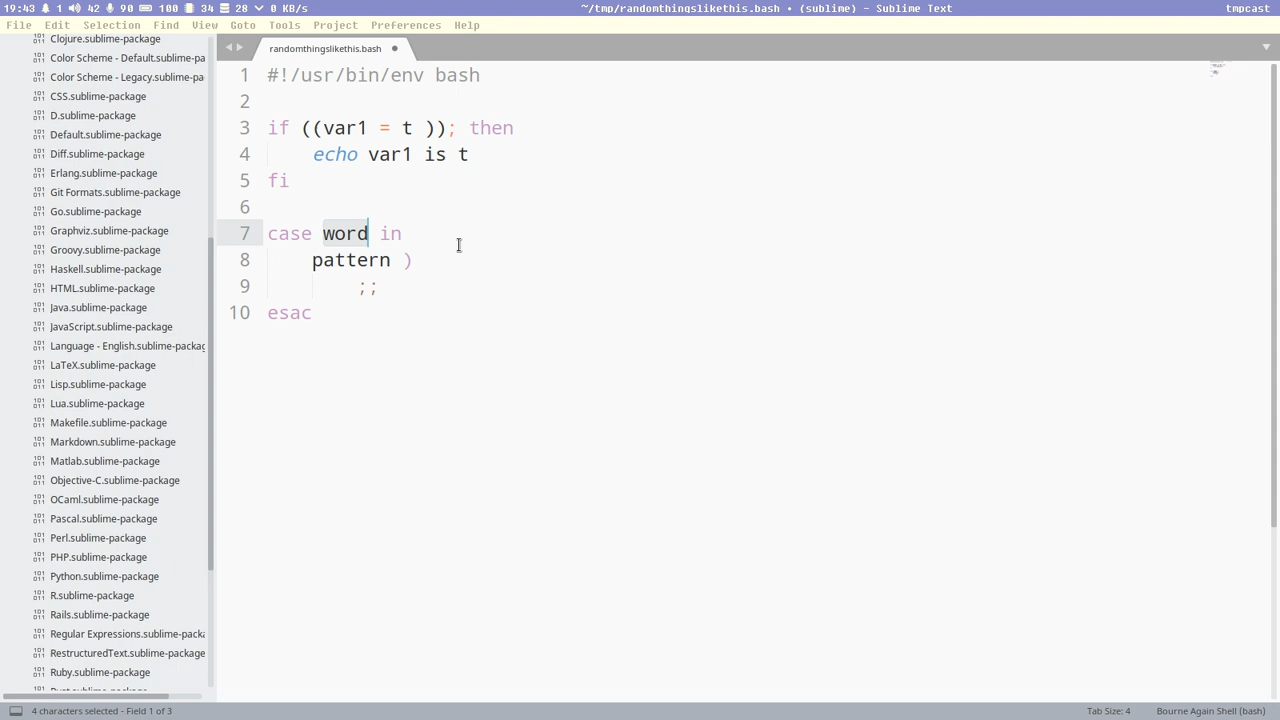 19:43 1 42 90 100 34 28 0 KB/s ~/tmp/randomthingslikethis.bash • (sublime) - Sublime Text tmpcast
File Edit Selection Find View Goto Tools Project Preferences Help
Clojure.sublime-package
Color Scheme - Default.sublime-pa
Color Scheme - Legacy.sublime-pa
CSS.sublime-package
D.sublime-package
Default.sublime-package
Diff.sublime-package
Erlang.sublime-package
Git Formats.sublime-package
Go.sublime-package
Graphviz.sublime-package
Groovy.sublime-package
Haskell.sublime-package
HTML.sublime-package
Java.sublime-package
JavaScript.sublime-package
Language - English.sublime-packag
LaTeX.sublime-package
Lisp.sublime-package
Lua.sublime-package
Makefile.sublime-package
Markdown.sublime-package
Matlab.sublime-package
Objective-C.sublime-package
OCaml.sublime-package
Pascal.sublime-package
Perl.sublime-package
PHP.sublime-package
Python.sublime-package
R.sublime-package
Rails.sublime-package
Regular Expressions.sublime-packa
RestructuredText.sublime-package
Ruby.sublime-package
randomthingslikethis.bash
1 #!/usr/bin/env bash
2
3 if ((var1 = t )); then
4 echo var1 is t
5 fi
6
7 case word in
8 pattern )
9 ;;
10 esac
4 characters selected - Field 1 of 3 Tab Size: 4 Bourne Again Shell (bash)